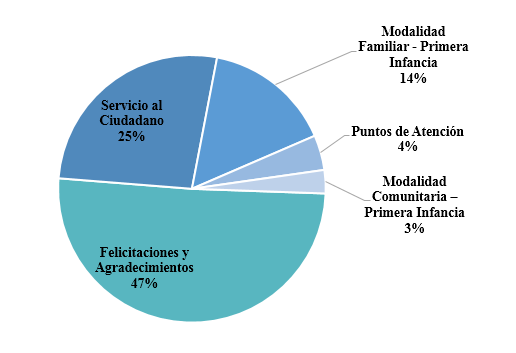 Modalidad
Familiar - Primera
Infancia
14%
Servicio al
Ciudadano
25%
Puntos de Atención
4%
Modalidad
Comunitaria –
Primera Infancia
3%
Felicitaciones y
Agradecimientos
47%